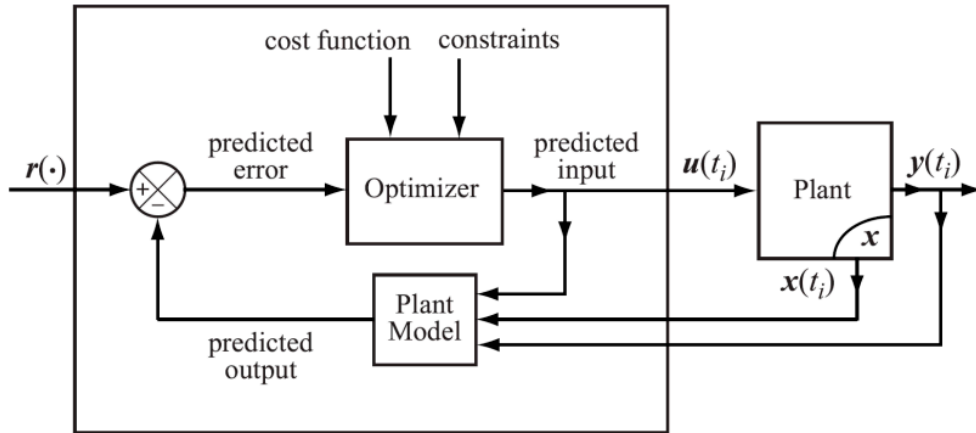 cost function
constraints
predicted
error
predicted
input
r(·)
+
−
Optimizer
u(tᵢ)
Plant
y(tᵢ)
x
x(tᵢ)
Plant
Model
predicted
output